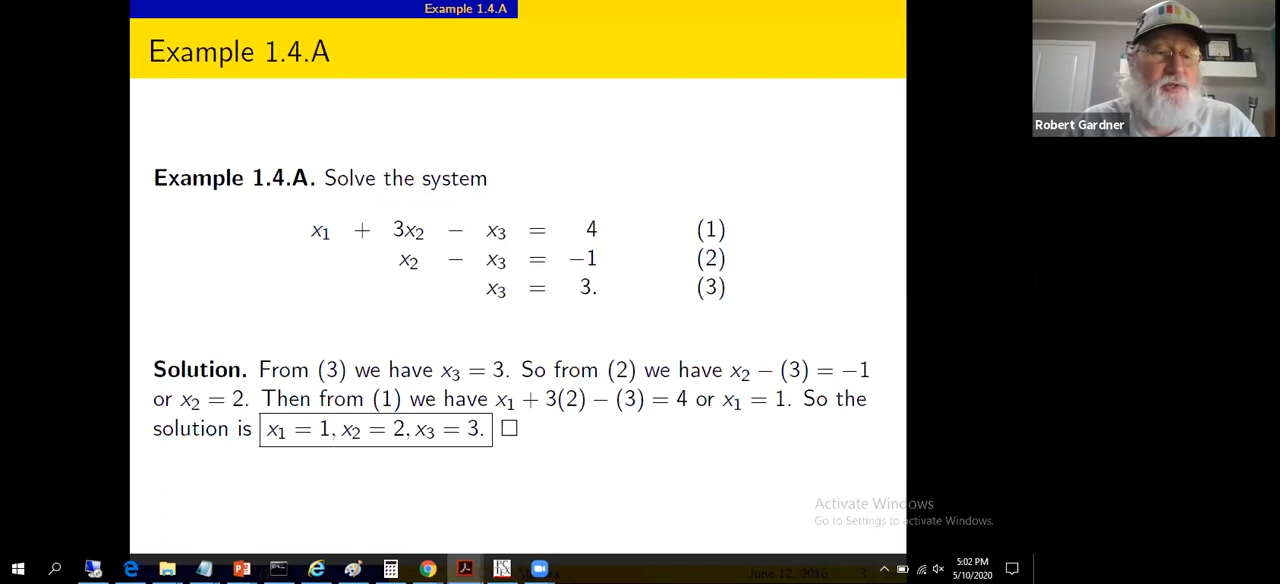 Example 1.4.A
Example 1.4.A
Robert Gardner
Example 1.4.A. Solve the system
x₁ + 3x₂ − x₃ = 4 (1)
x₂ − x₃ = −1 (2)
x₃ = 3. (3)
Solution. From (3) we have x₃ = 3. So from (2) we have x₂ − (3) = −1
or x₂ = 2. Then from (1) we have x₁ + 3(2) − (3) = 4 or x₁ = 1. So the
solution is x₁ = 1, x₂ = 2, x₃ = 3. □
Activate Windows
Go to Settings to activate Windows.
5:02 PM
5/10/2020